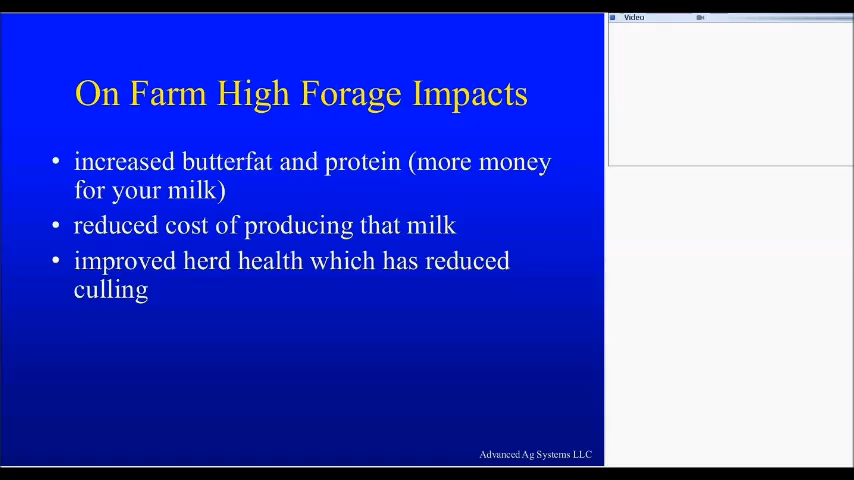 Video
On Farm High Forage Impacts
• increased butterfat and protein (more money
for your milk)
• reduced cost of producing that milk
• improved herd health which has reduced
culling
Advanced Ag Systems LLC